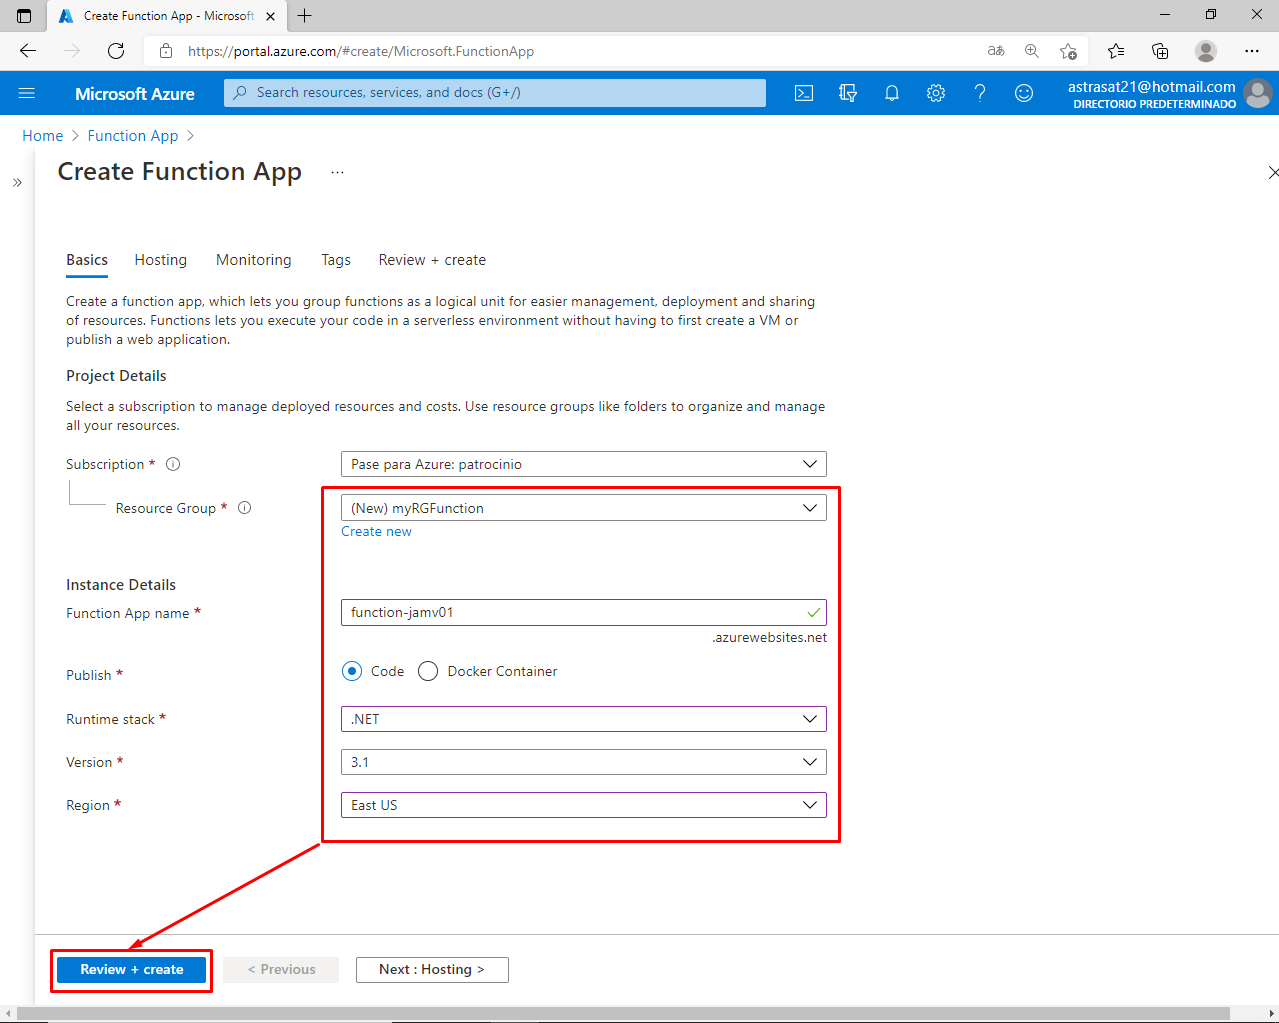 Create Function App - Microsoft
https://portal.azure.com/#create/Microsoft.FunctionApp
aあ
Microsoft Azure
Search resources, services, and docs (G+/)
astrasat21@hotmail.com
DIRECTORIO PREDETERMINADO
Home > Function App >
Create Function App ...
Basics Hosting Monitoring Tags Review + create
Create a function app, which lets you group functions as a logical unit for easier management, deployment and sharing
of resources. Functions lets you execute your code in a serverless environment without having to first create a VM or
publish a web application.
Project Details
Select a subscription to manage deployed resources and costs. Use resource groups like folders to organize and manage
all your resources.
Subscription * Pase para Azure: patrocinio
Resource Group * (New) myRGFunction
Create new
Instance Details
Function App name * function-jamv01
.azurewebsites.net
Publish * Code Docker Container
Runtime stack * .NET
Version * 3.1
Region * East US
Review + create < Previous Next : Hosting >